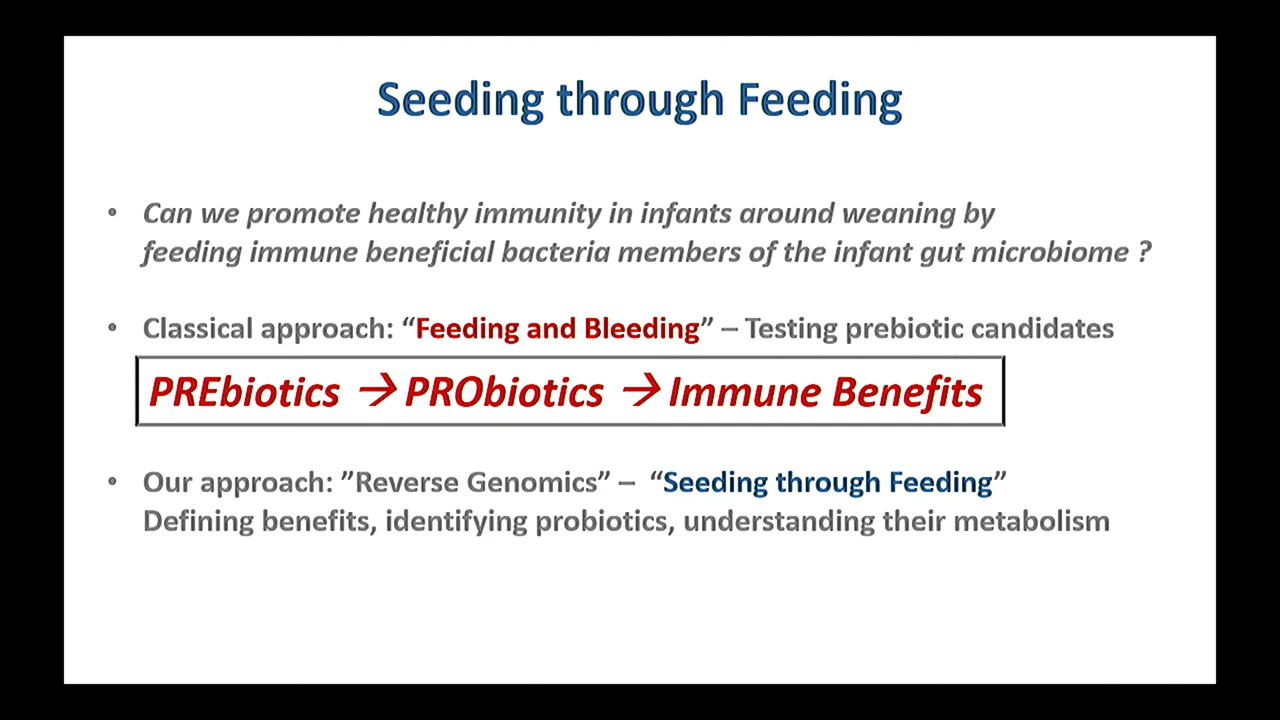 Seeding through Feeding
• Can we promote healthy immunity in infants around weaning by
feeding immune beneficial bacteria members of the infant gut microbiome ?
• Classical approach: “Feeding and Bleeding” – Testing prebiotic candidates
PREbiotics → PRObiotics → Immune Benefits
• Our approach: ”Reverse Genomics” – “Seeding through Feeding”
Defining benefits, identifying probiotics, understanding their metabolism